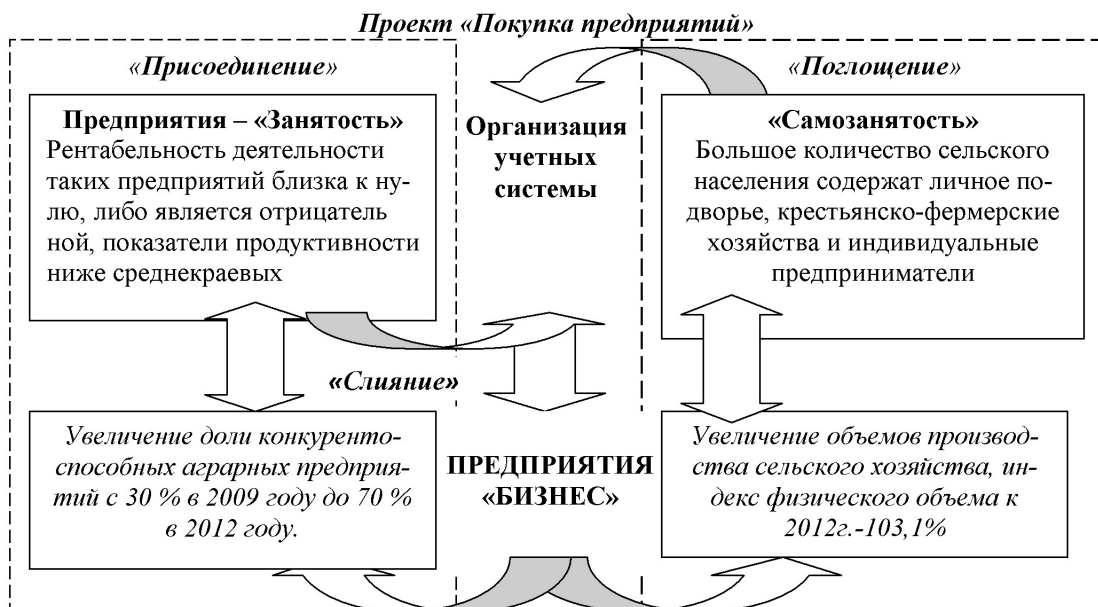 Проект «Покупка предприятий»
«Присоединение»
Предприятия – «Занятость»
Рентабельность деятельности
таких предприятий близка к ну-
лю, либо является отрицатель
ной, показатели продуктивности
ниже среднекраевых
Организация
учетных
системы
«Поглощение»
«Самозанятость»
Большое количество сельского
населения содержат личное по-
дворье, крестьянско-фермерские
хозяйства и индивидуальные
предприниматели
«Слияние»
Увеличение доли конкуренто-
способных аграрных предприя-
тий с 30 % в 2009 году до 70 %
в 2012 году.
ПРЕДПРИЯТИЯ
«БИЗНЕС»
Увеличение объемов производ-
ства сельского хозяйства, ин-
декс физического объема к
2012г.-103,1%